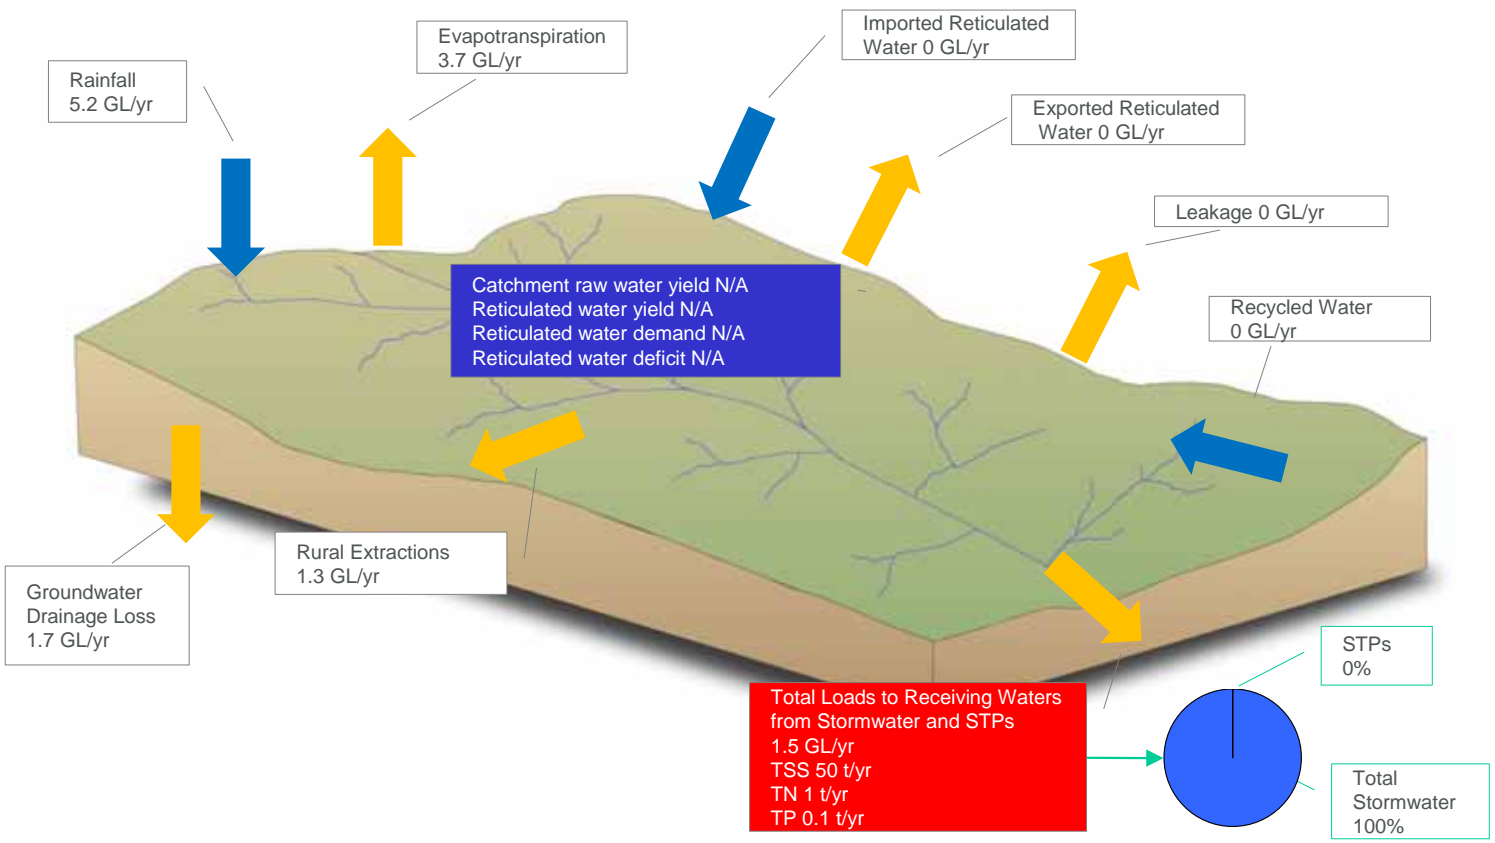 Rainfall
5.2 GL/yr
Evapotranspiration
3.7 GL/yr
Imported Reticulated
Water 0 GL/yr
Exported Reticulated
Water 0 GL/yr
Leakage 0 GL/yr
Recycled Water
0 GL/yr
Catchment raw water yield N/A
Reticulated water yield N/A
Reticulated water demand N/A
Reticulated water deficit N/A
Rural Extractions
1.3 GL/yr
Groundwater
Drainage Loss
1.7 GL/yr
Total Loads to Receiving Waters
from Stormwater and STPs
1.5 GL/yr
TSS 50 t/yr
TN 1 t/yr
TP 0.1 t/yr
STPs
0%
Total
Stormwater
100%